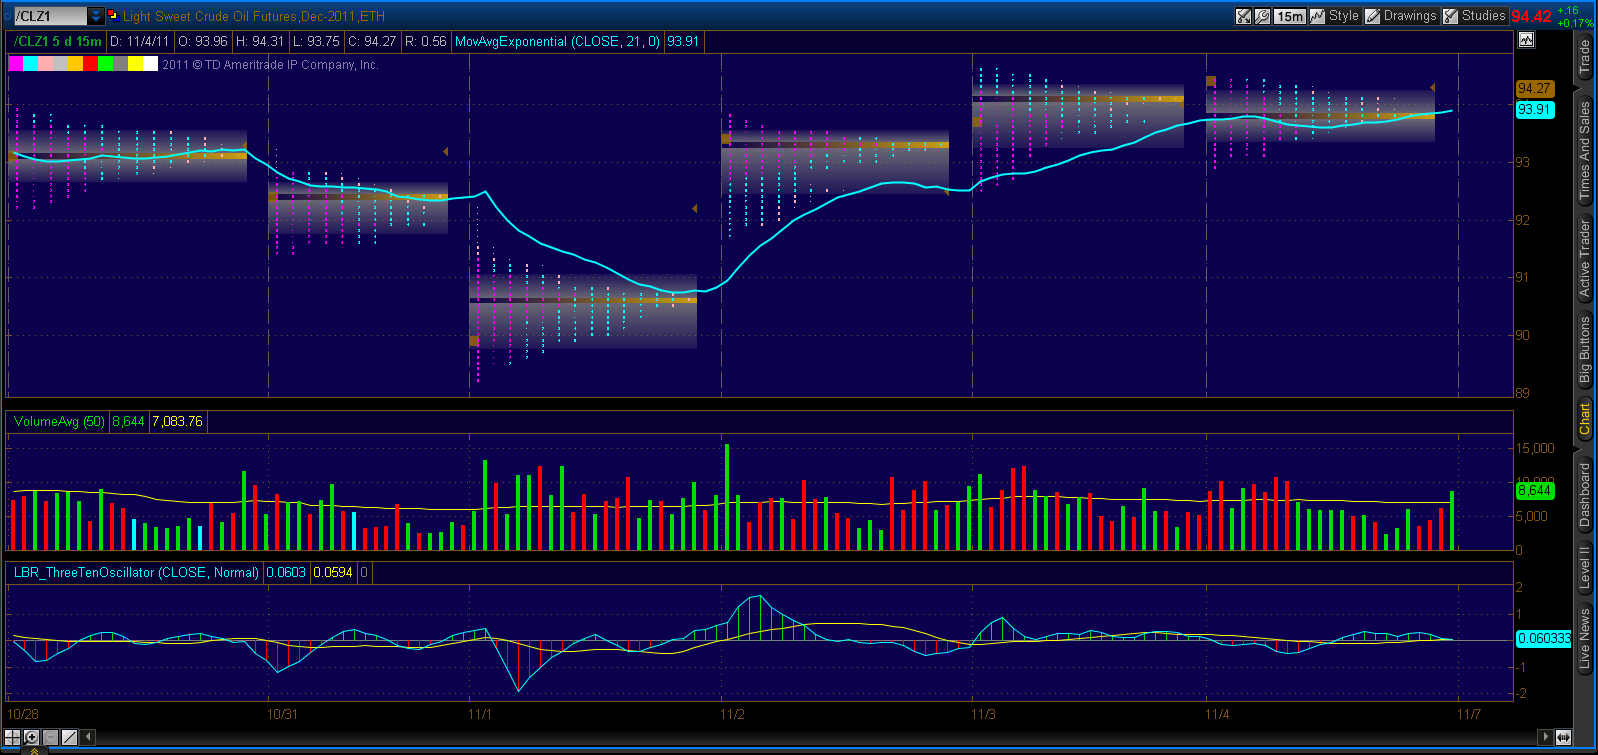 /CLZ1 Light Sweet Crude Oil Futures,Dec-2011,ETH 15m Style Drawings Studies 94.42 +.16 +0.17%
/CLZ1 5 d 15m D: 11/4/11 O: 93.96 H: 94.31 L: 93.75 C: 94.27 R: 0.56 MovAvgExponential (CLOSE, 21, 0) 93.91
2011 © TD Ameritrade IP Company, Inc.
94.27
93.91
93
92
91
90
89
VolumeAvg (50) 8,644 7,083.76
15,000
10,000
8,644
5,000
0
LBR_ThreeTenOscillator (CLOSE, Normal) 0.0603 0.0594 0
2
1
0.060333
-1
-2
10/28 10/31 11/1 11/2 11/3 11/4 11/7
Trade
Times And Sales
Active Trader
Big Buttons
Chart
Dashboard
Level II
Live News